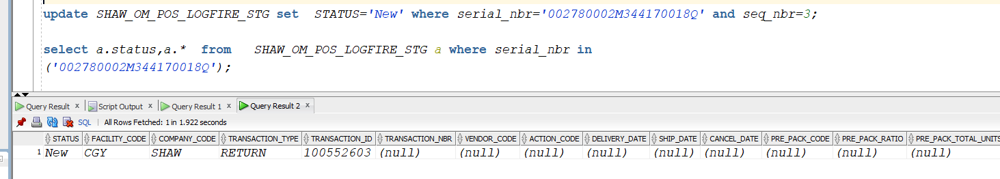 update SHAW_OM_POS_LOGFIRE_STG set  STATUS='New' where serial_nbr='002780002M344170018Q' and seq_nbr=3;
select a.status,a.*  from   SHAW_OM_POS_LOGFIRE_STG a where serial_nbr in
('002780002M344170018Q');
Query Result x Script Output x Query Result 1 x Query Result 2 x
SQL | All Rows Fetched: 1 in 1.922 seconds
STATUS FACILITY_CODE COMPANY_CODE TRANSACTION_TYPE TRANSACTION_ID TRANSACTION_NBR VENDOR_CODE ACTION_CODE DELIVERY_DATE SHIP_DATE CANCEL_DATE PRE_PACK_CODE PRE_PACK_RATIO PRE_PACK_TOTAL_UNITS
1 New CGY SHAW RETURN 100552603 (null) (null) (null) (null) (null) (null) (null) (null) (null)